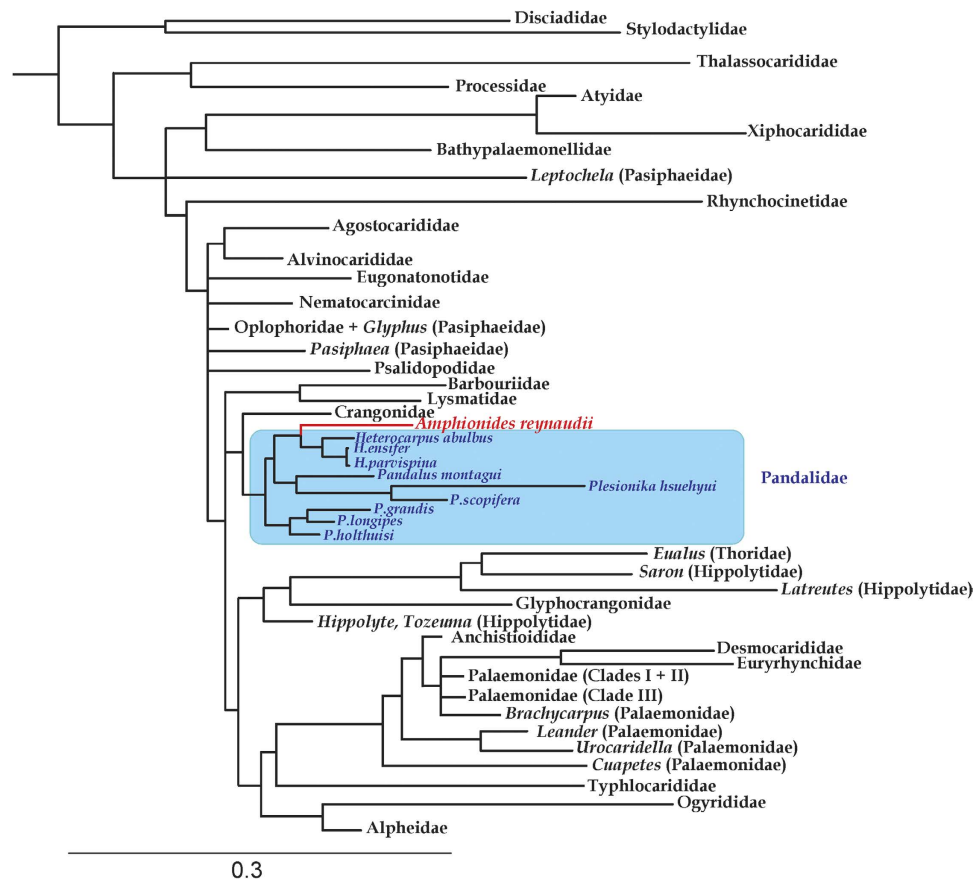 Disciadidae
Stylodactylidae
Thalassocarididae
Processidae
Atyidae
Xiphocarididae
Bathypalaemonellidae
Leptochela (Pasiphaeidae)
Rhynchocinetidae
Agostocarididae
Alvinocarididae
Eugonatonotidae
Nematocarcinidae
Oplophoridae + Glyphus (Pasiphaeidae)
Pasiphaea (Pasiphaeidae)
Psalidopodidae
Barbouriidae
Lysmatidae
Crangonidae
Amphionides reynaudii
Heterocarpus abulbus
H.ensifer
H.parvispina
Pandalus montagui
Pandalidae
Plesionika hsuehyui
P.scopifera
P.grandis
P.longipes
P.holthuisi
Eualus (Thoridae)
Saron (Hippolytidae)
Latreutes (Hippolytidae)
Glyphocrangonidae
Hippolyte, Tozeuma (Hippolytidae)
Anchistioididae
Desmocarididae
Euryrhynchidae
Palaemonidae (Clades I + II)
Palaemonidae (Clade III)
Brachycarpus (Palaemonidae)
Leander (Palaemonidae)
Urocaridella (Palaemonidae)
Cuapetes (Palaemonidae)
Typhlocarididae
Ogyrididae
Alpheidae
0.3